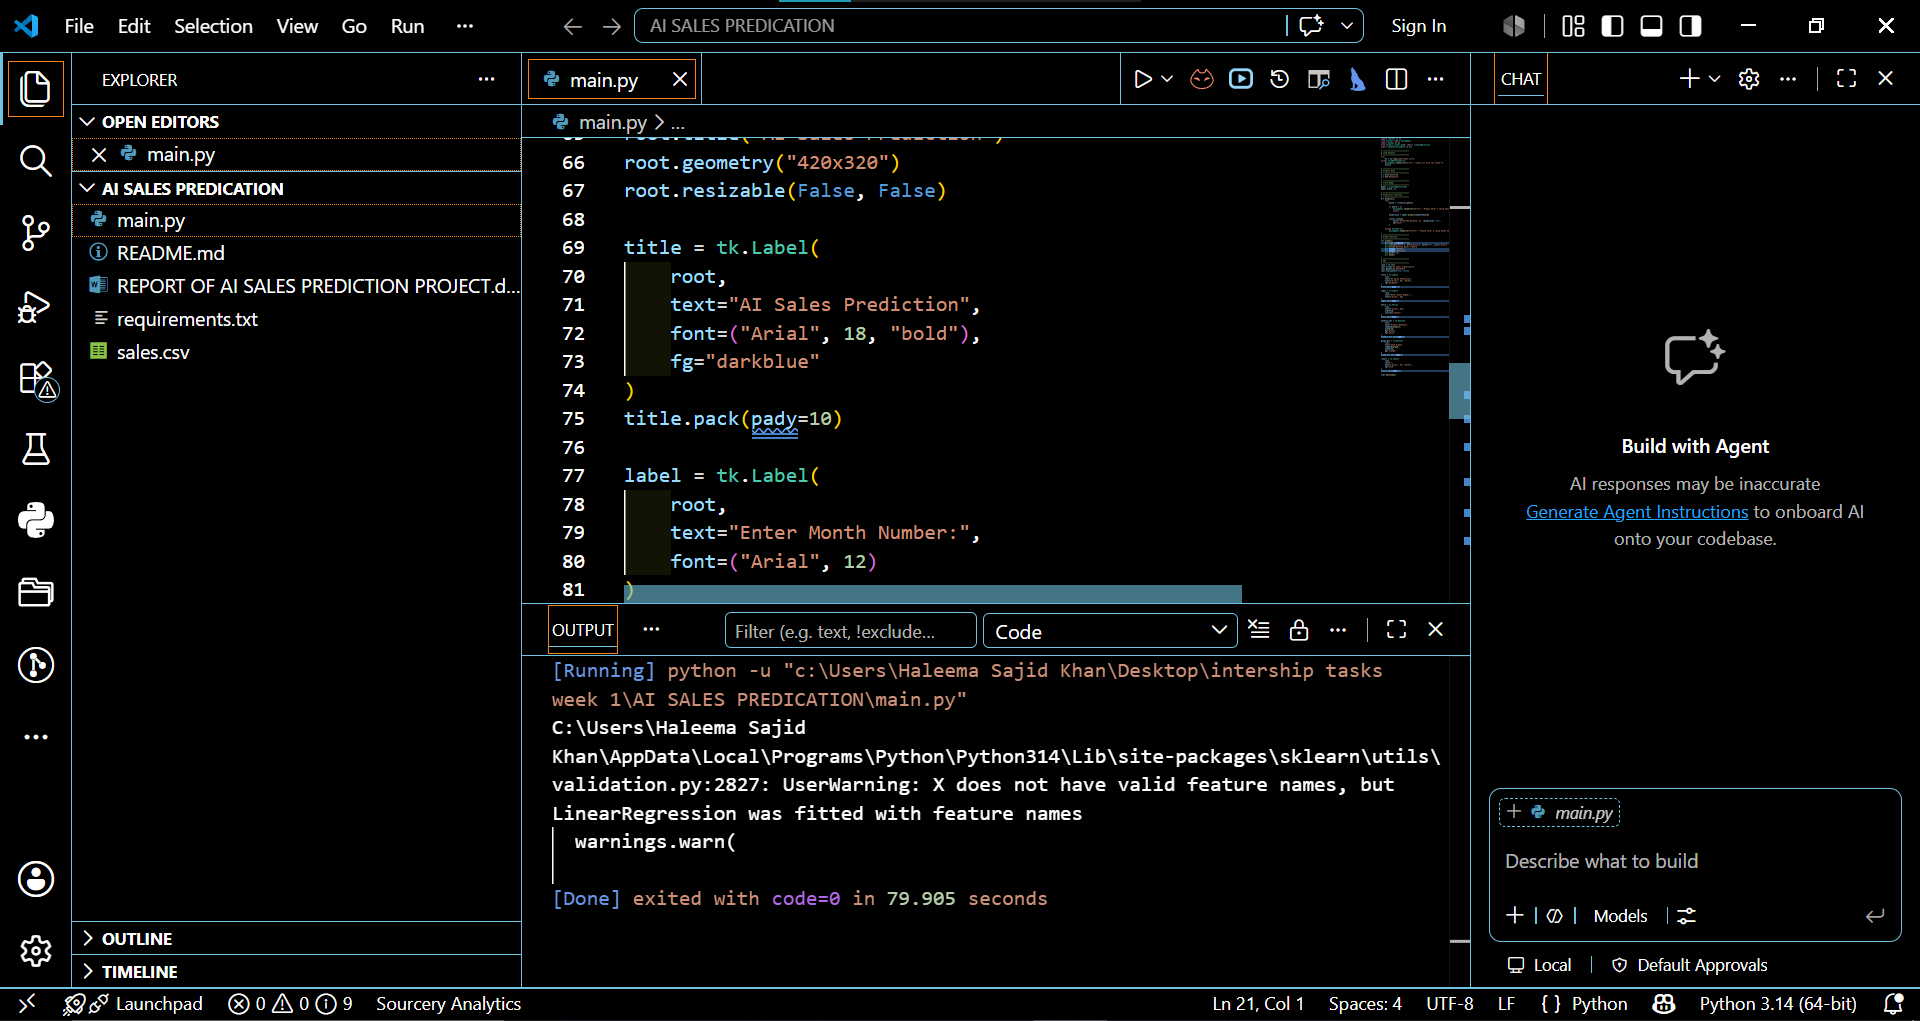 File Edit Selection View Go Run ...
AI SALES PREDICATION
Sign In
EXPLORER
OPEN EDITORS
main.py
AI SALES PREDICATION
main.py
README.md
REPORT OF AI SALES PREDICTION PROJECT.d...
requirements.txt
sales.csv
OUTLINE
TIMELINE
main.py
main.py > ...
66 root.geometry("420x320")
67 root.resizable(False, False)
68
69 title = tk.Label(
70     root,
71     text="AI Sales Prediction",
72     font=("Arial", 18, "bold"),
73     fg="darkblue"
74 )
75 title.pack(pady=10)
76
77 label = tk.Label(
78     root,
79     text="Enter Month Number:",
80     font=("Arial", 12)
81 )
OUTPUT
Filter (e.g. text, !exclude...
Code
[Running] python -u "c:\Users\Haleema Sajid Khan\Desktop\intership tasks
week 1\AI SALES PREDICATION\main.py"
C:\Users\Haleema Sajid
Khan\AppData\Local\Programs\Python\Python314\Lib\site-packages\sklearn\utils\
validation.py:2827: UserWarning: X does not have valid feature names, but
LinearRegression was fitted with feature names
  warnings.warn(
[Done] exited with code=0 in 79.905 seconds
CHAT
Build with Agent
AI responses may be inaccurate
Generate Agent Instructions to onboard AI
onto your codebase.
main.py
Describe what to build
Models
Local
Default Approvals
Launchpad 0 0 9 Sourcery Analytics
Ln 21, Col 1 Spaces: 4 UTF-8 LF { } Python Python 3.14 (64-bit)